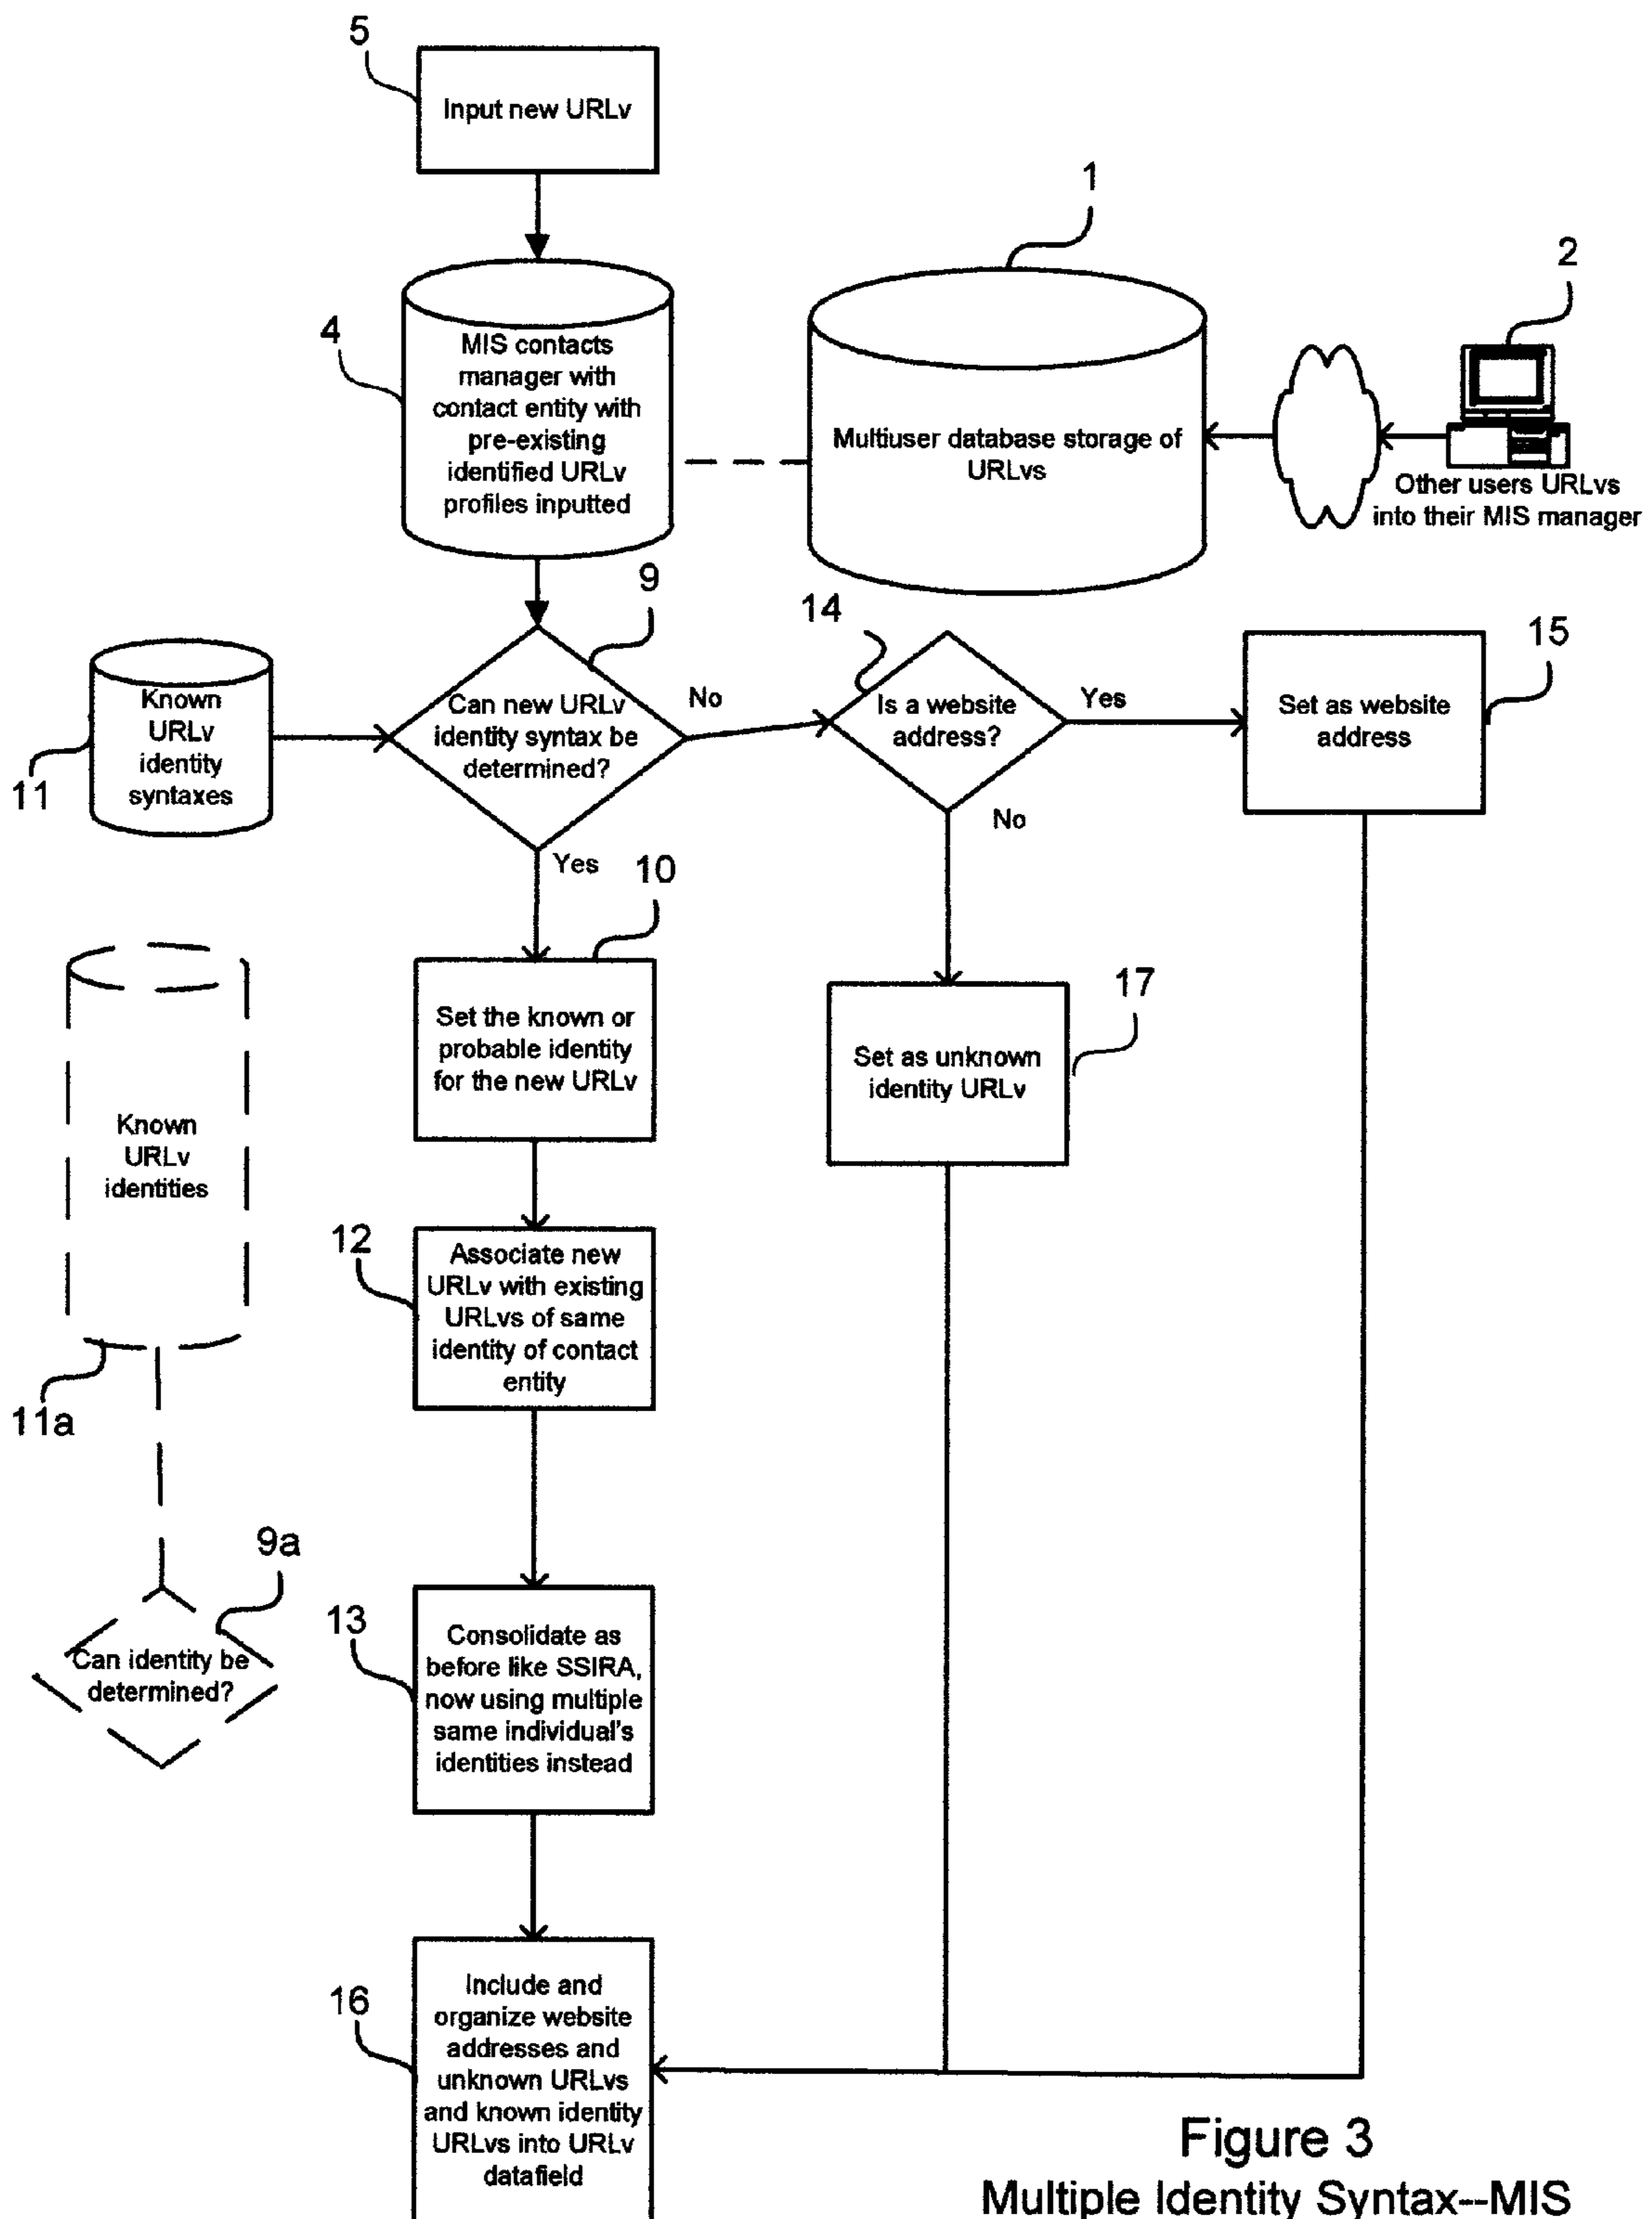 5
Input new URLv
1
2
4
MIS contacts
manager with
contact entity with
pre-existing
identified URLv
profiles inputted
Multiuser database storage of
URLvs
Other users URLvs
into their MIS manager
9
14
15
11
Known
URLv
identity
syntaxes
Can new URLv
identity syntax be
determined?
No
Is a website
address?
Yes
Set as website
address
No
Yes
10
Set the known or
probable identity
for the new URLv
17
Set as unknown
identity URLv
Known
URLv
identities
11a
12
Associate new
URLv with existing
URLvs of same
identity of contact
entity
9a
Can identity be
determined?
13
Consolidate as
before like SSIRA,
now using multiple
same individual's
identities instead
16
Include and
organize website
addresses and
unknown URLvs
and known identity
URLvs into URLv
datafield
Figure 3
Multiple Identity Syntax--MIS